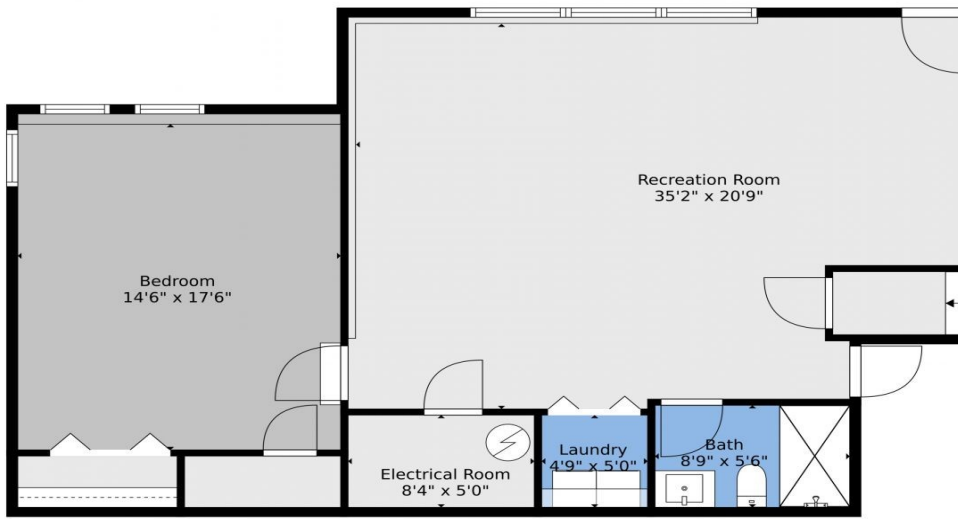 Recreation Room
35'2" x 20'9"
Bedroom
14'6" x 17'6"
Electrical Room
8'4" x 5'0"
Laundry
4'9" x 5'0"
Bath
8'9" x 5'6"